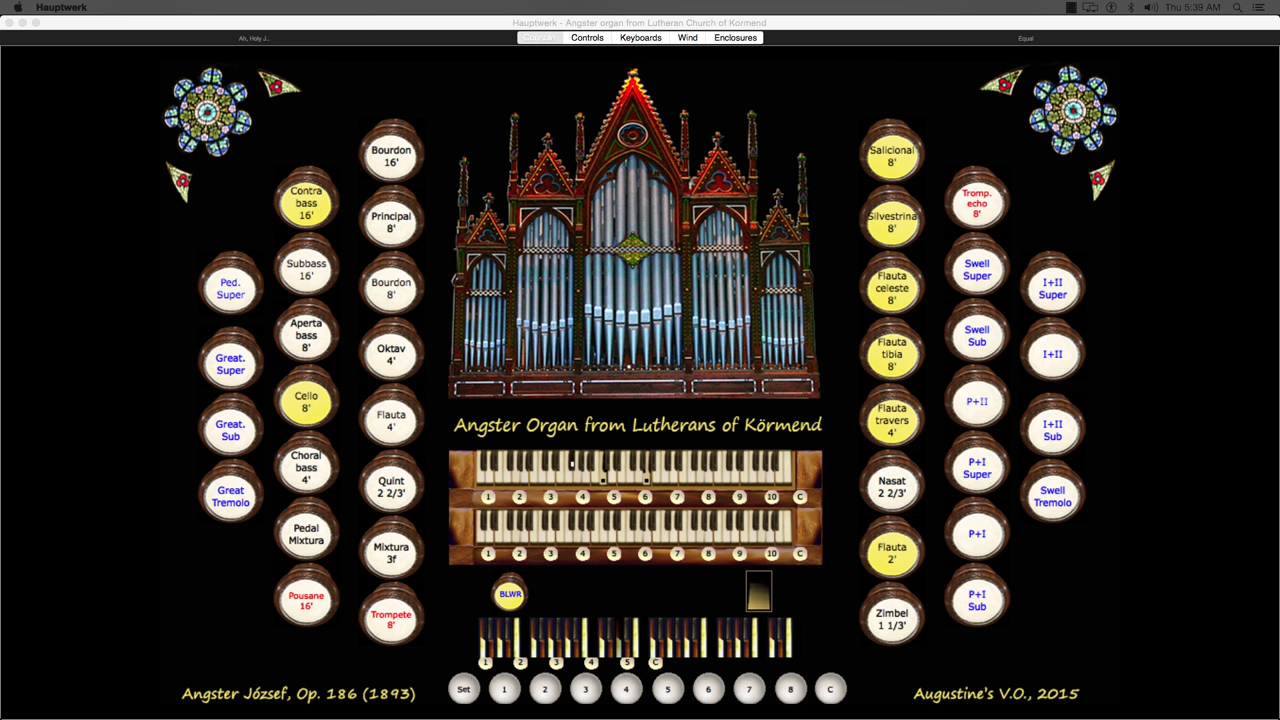 Hauptwerk
Thu 5:39 AM
Hauptwerk - Angster organ from Lutheran Church of Kormend
Ah, Holy J..
Console Controls Keyboards Wind Enclosures
Equal
Ped.
Super
Great.
Super
Great.
Sub
Great
Tremolo
Contra
bass
16'
Subbass
16'
Aperta
bass
8'
Cello
8'
Choral
bass
4'
Pedal
Mixtura
Pousane
16'
Bourdon
16'
Principal
8'
Bourdon
8'
Oktav
4'
Flauta
4'
Quint
2 2/3'
Mixtura
3f
Trompete
8'
Angster Organ from Lutherans of Körmend
1 2 3 4 5 6 7 8 9 10 C
1 2 3 4 5 6 7 8 9 10 C
BLWR
1 2 3 4 5 C
Set 1 2 3 4 5 6 7 8 C
Salicional
8'
Silvestrina
8'
Flauta
celeste
8'
Flauta
tibia
8'
Flauta
travers
4'
Nasat
2 2/3'
Flauta
2'
Zimbel
1 1/3'
Tromp.
echo
8'
Swell
Super
Swell
Sub
P+II
P+I
Super
P+I
P+I
Sub
I+II
Super
I+II
I+II
Sub
Swell
Tremolo
Angster József, Op. 186 (1893)
Augustine's V.O., 2015